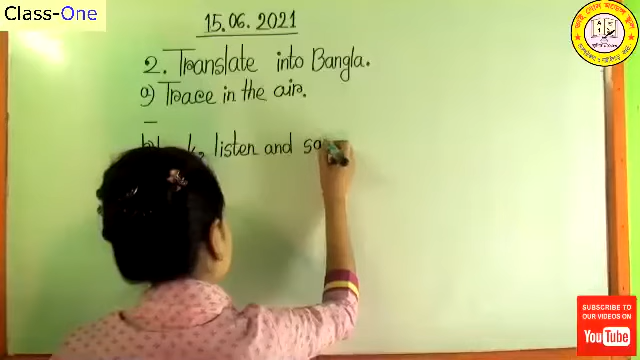 Class-One
15.06.2021
2. Translate into Bangla.
a) Trace in the air.
b) listen and
SUBSCRIBE TO
OUR VIDEOS ON
YouTube